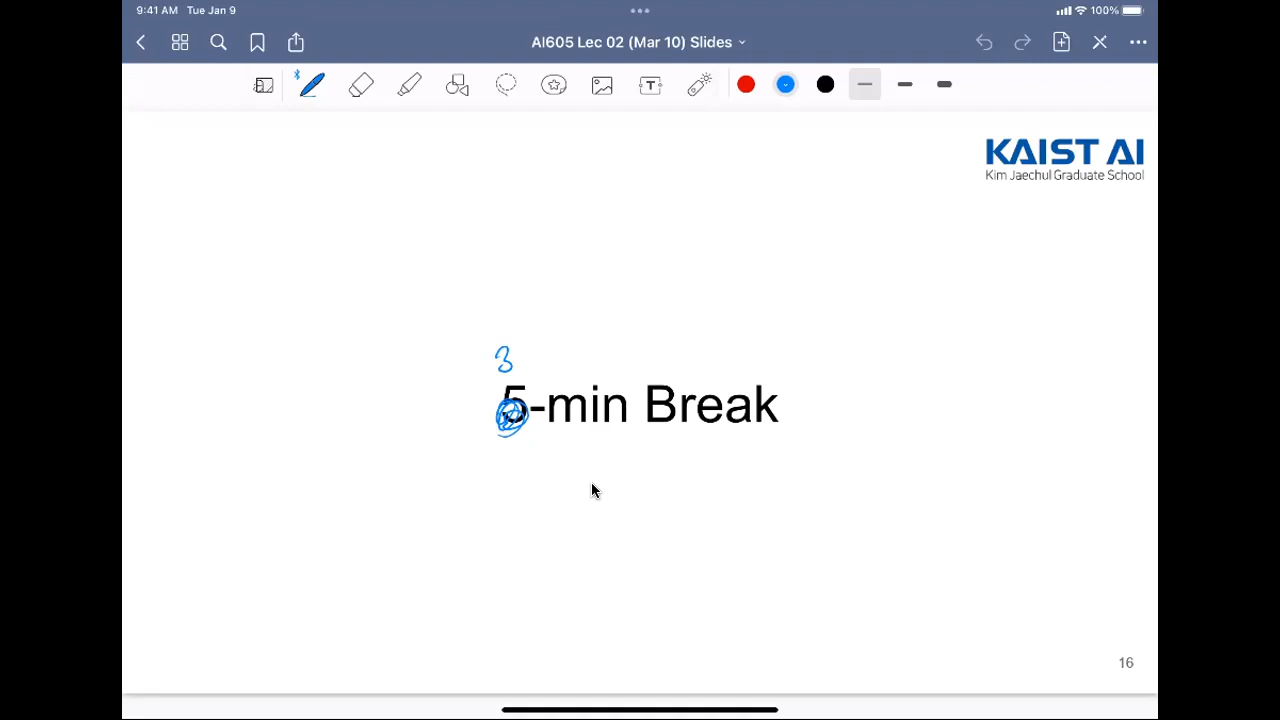 9:41 AM Tue Jan 9
100%
AI605 Lec 02 (Mar 10) Slides
T
KAIST AI
Kim Jaechul Graduate School
3
5-min Break
16